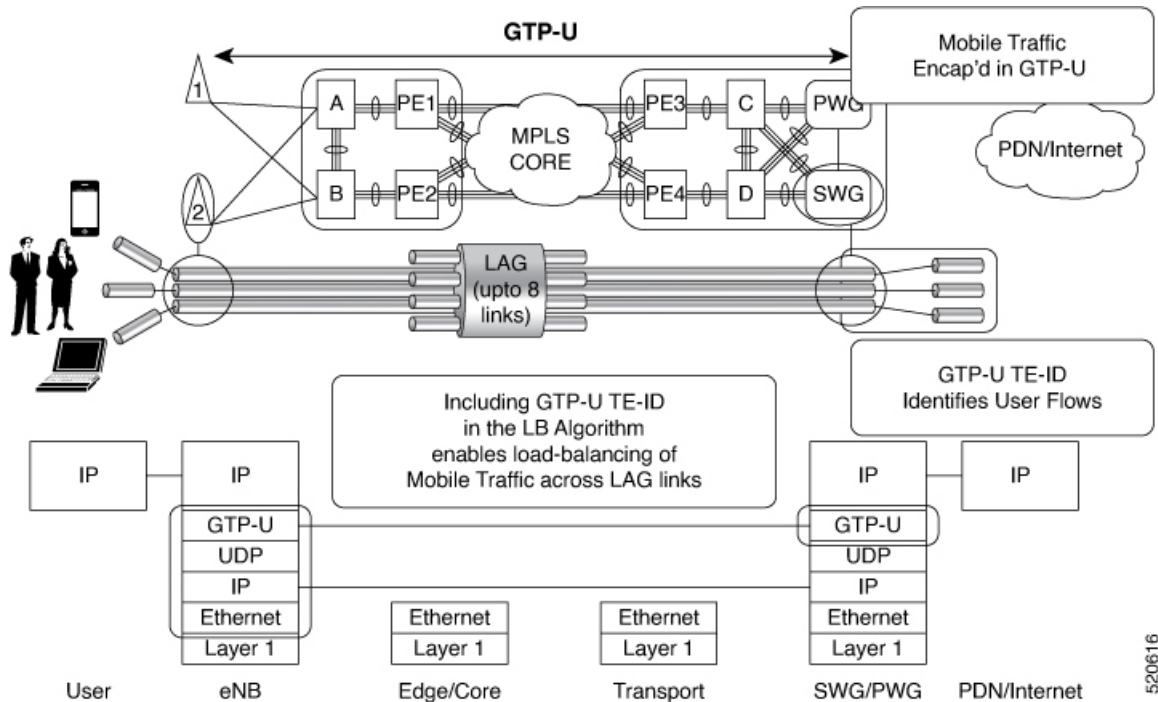 GTP-U
Mobile Traffic
Encap'd in GTP-U
1
A
PE1
PE3
C
PWG
MPLS
CORE
PDN/Internet
2
B
PE2
PE4
D
SWG
LAG
(upto 8
links)
GTP-U TE-ID
Identifies User Flows
Including GTP-U TE-ID
in the LB Algorithm
enables load-balancing of
Mobile Traffic across LAG links
IP
IP
IP
IP
GTP-U
GTP-U
UDP
UDP
IP
IP
Ethernet
Ethernet
Ethernet
Ethernet
Layer 1
Layer 1
Layer 1
Layer 1
User
eNB
Edge/Core
Transport
SWG/PWG
PDN/Internet
520616